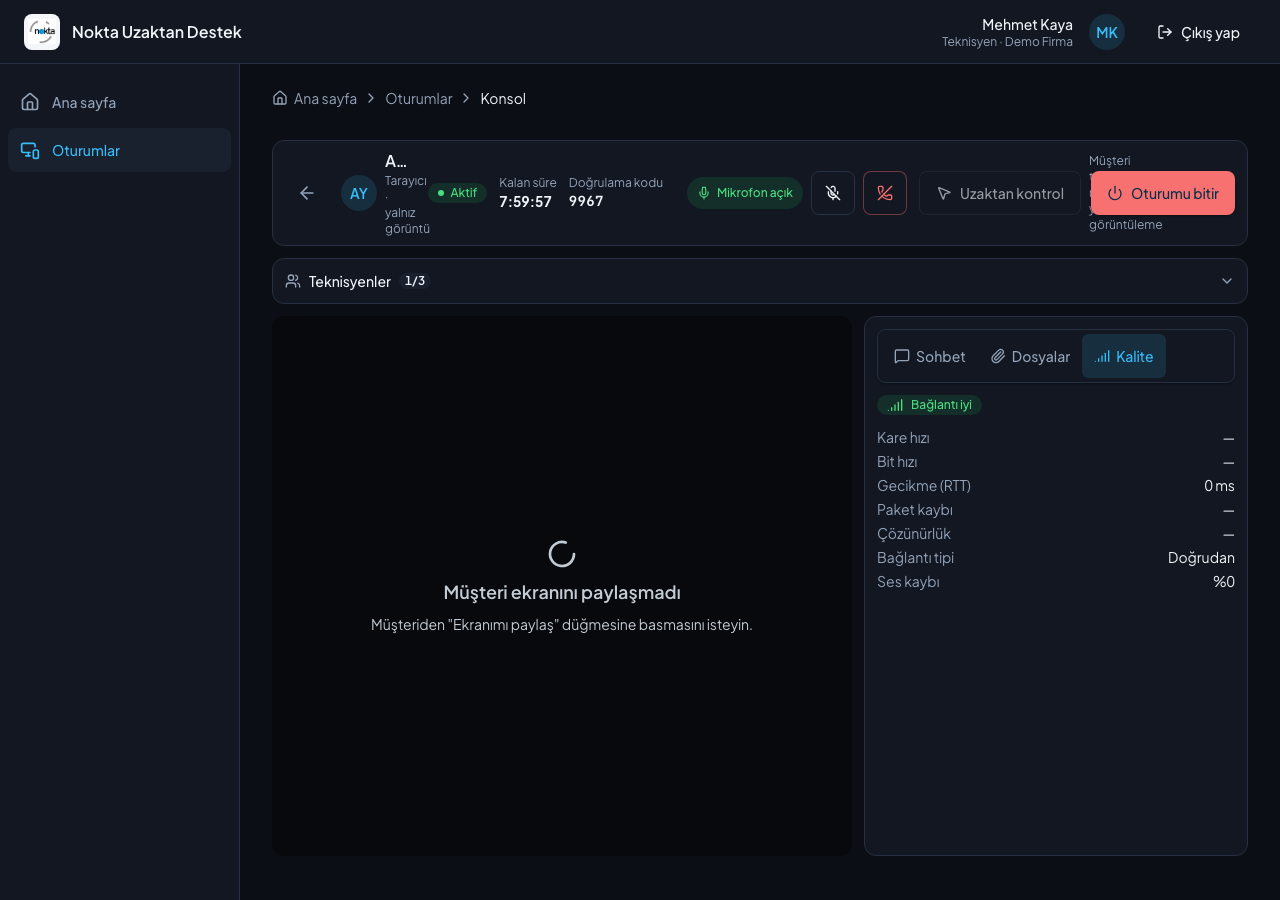 nokta
Nokta Uzaktan Destek
Mehmet Kaya
Teknisyen · Demo Firma
MK
Çıkış yap
Ana sayfa
Oturumlar
Ana sayfa
Oturumlar
Konsol
AY
A...
Tarayıcı
·
yalnız
görüntü
Aktif
Kalan süre
7:59:57
Doğrulama kodu
9967
Mikrofon açık
Uzaktan kontrol
Müşteri
görüntüleme
Oturumu bitir
Teknisyenler
1/3
Müşteri ekranını paylaşmadı
Müşteriden "Ekranımı paylaş" düğmesine basmasını isteyin.
Sohbet
Dosyalar
Kalite
Bağlantı iyi
Kare hızı —
Bit hızı —
Gecikme (RTT) 0 ms
Paket kaybı —
Çözünürlük —
Bağlantı tipi Doğrudan
Ses kaybı %0